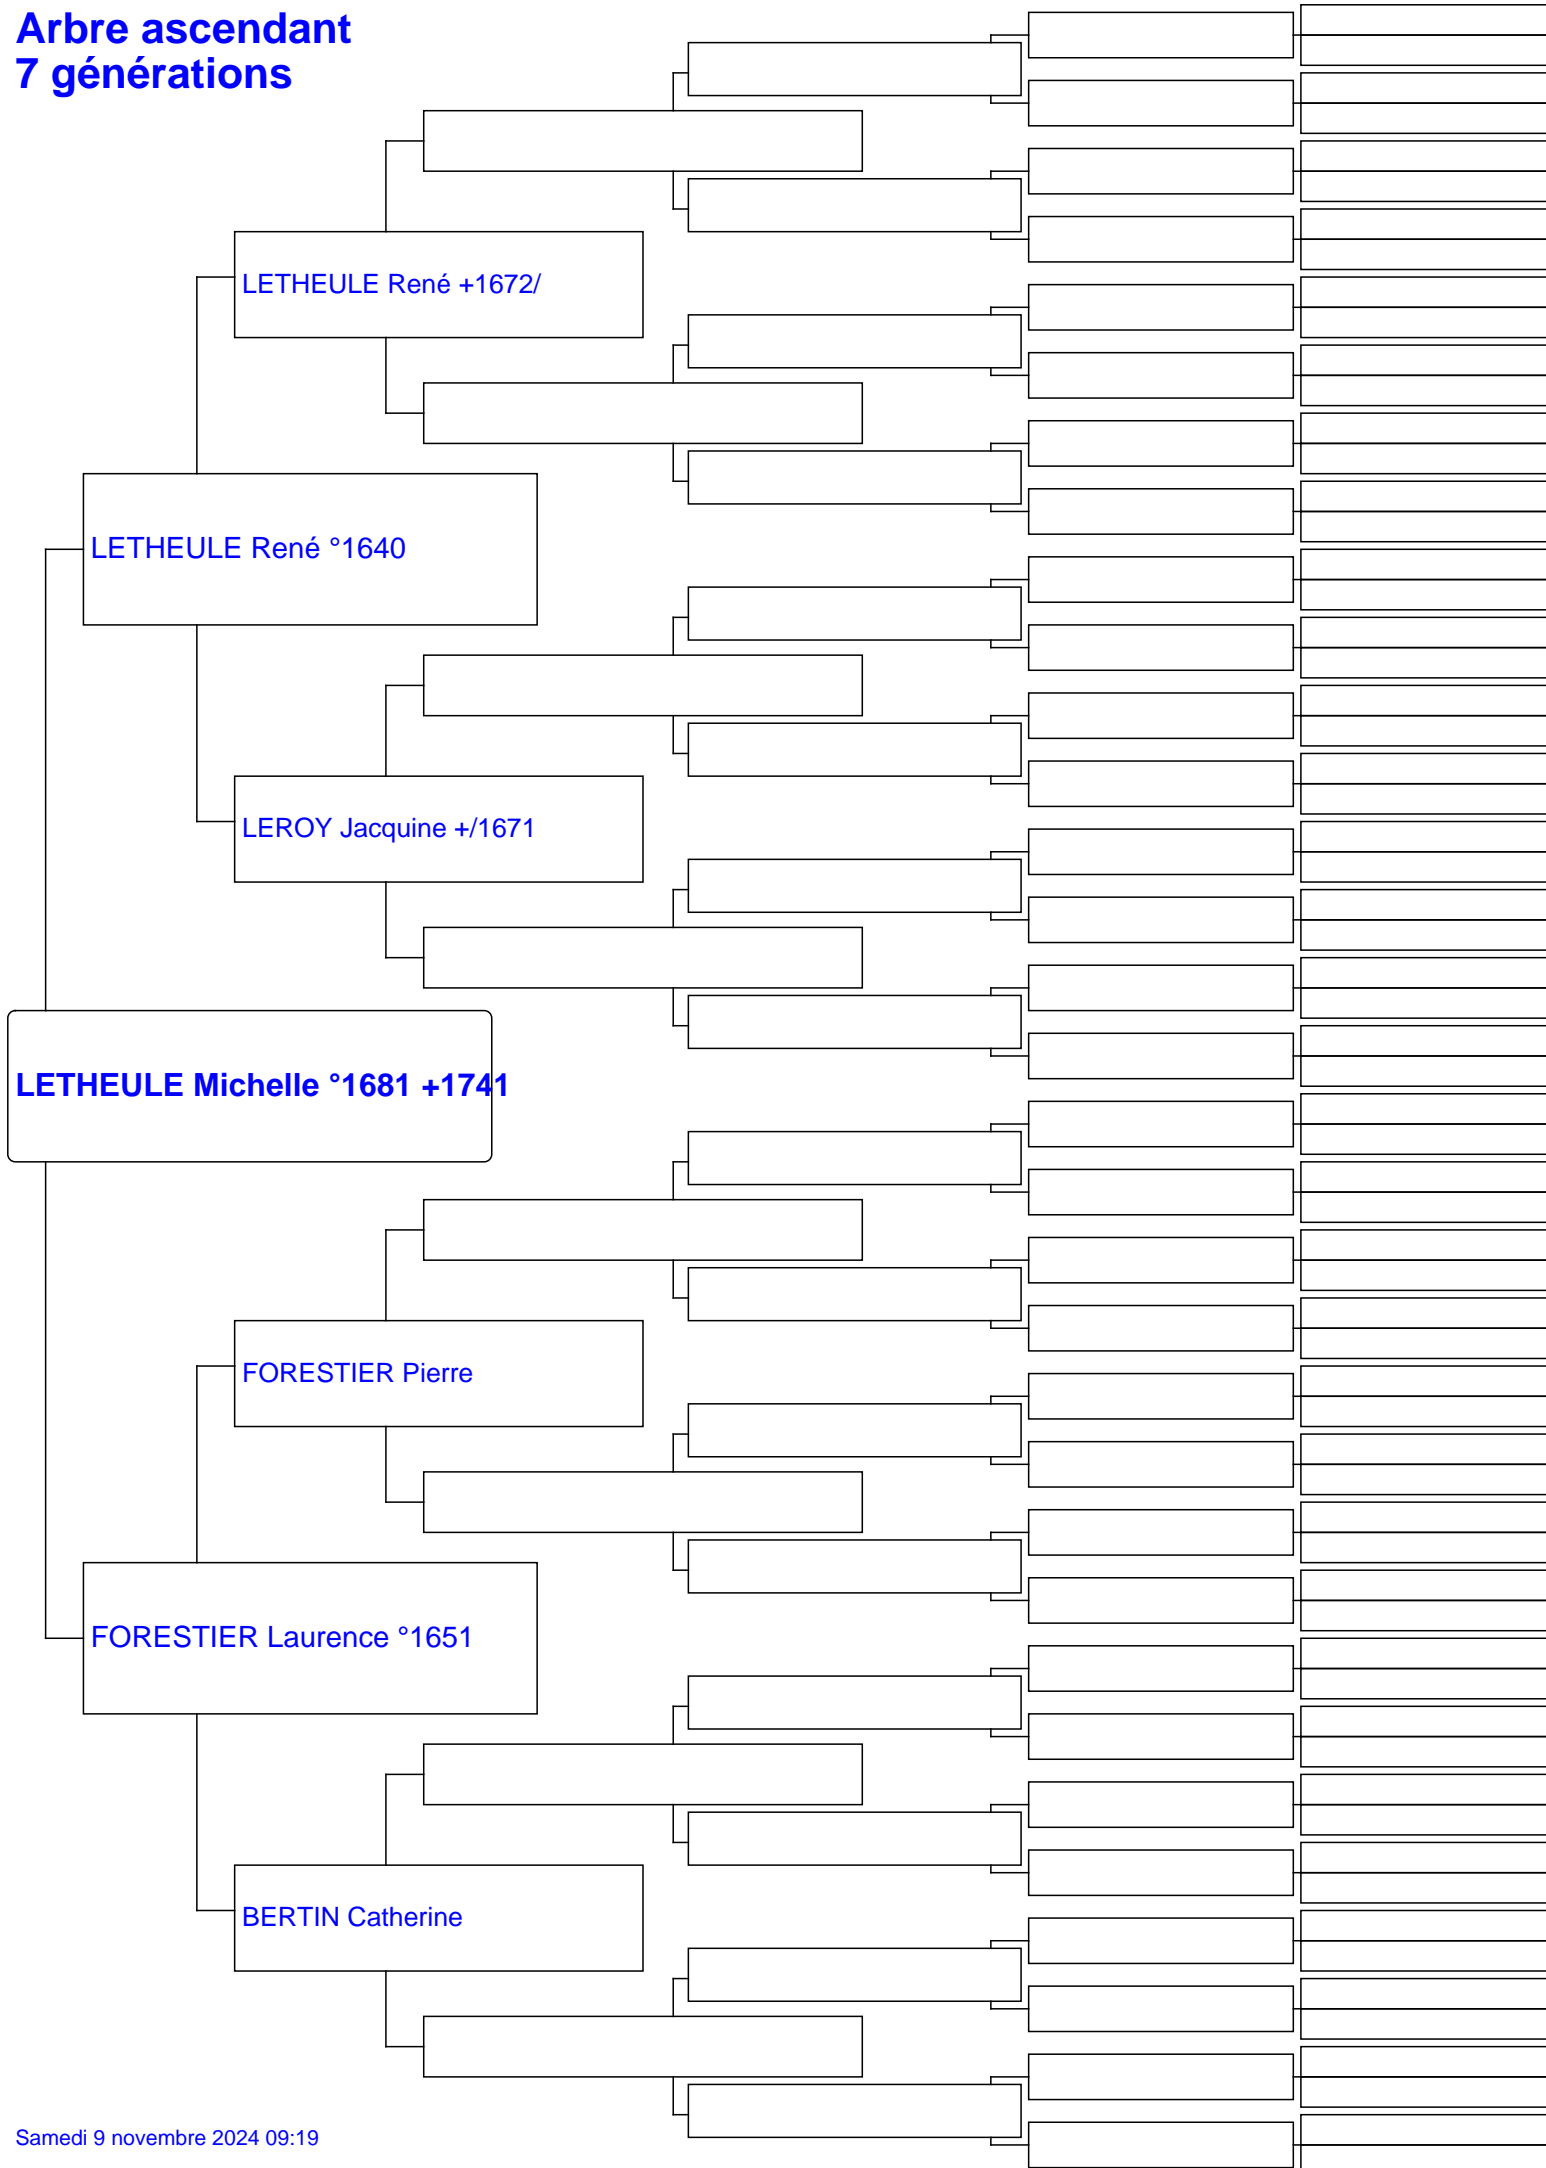 Arbre ascendant
7 générations
LETHEULE René +1672/
LETHEULE René °1640
LEROY Jacquine +/1671
LETHEULE Michelle °1681 +1741
FORESTIER Pierre
FORESTIER Laurence °1651
BERTIN Catherine
Samedi 9 novembre 2024 09:19